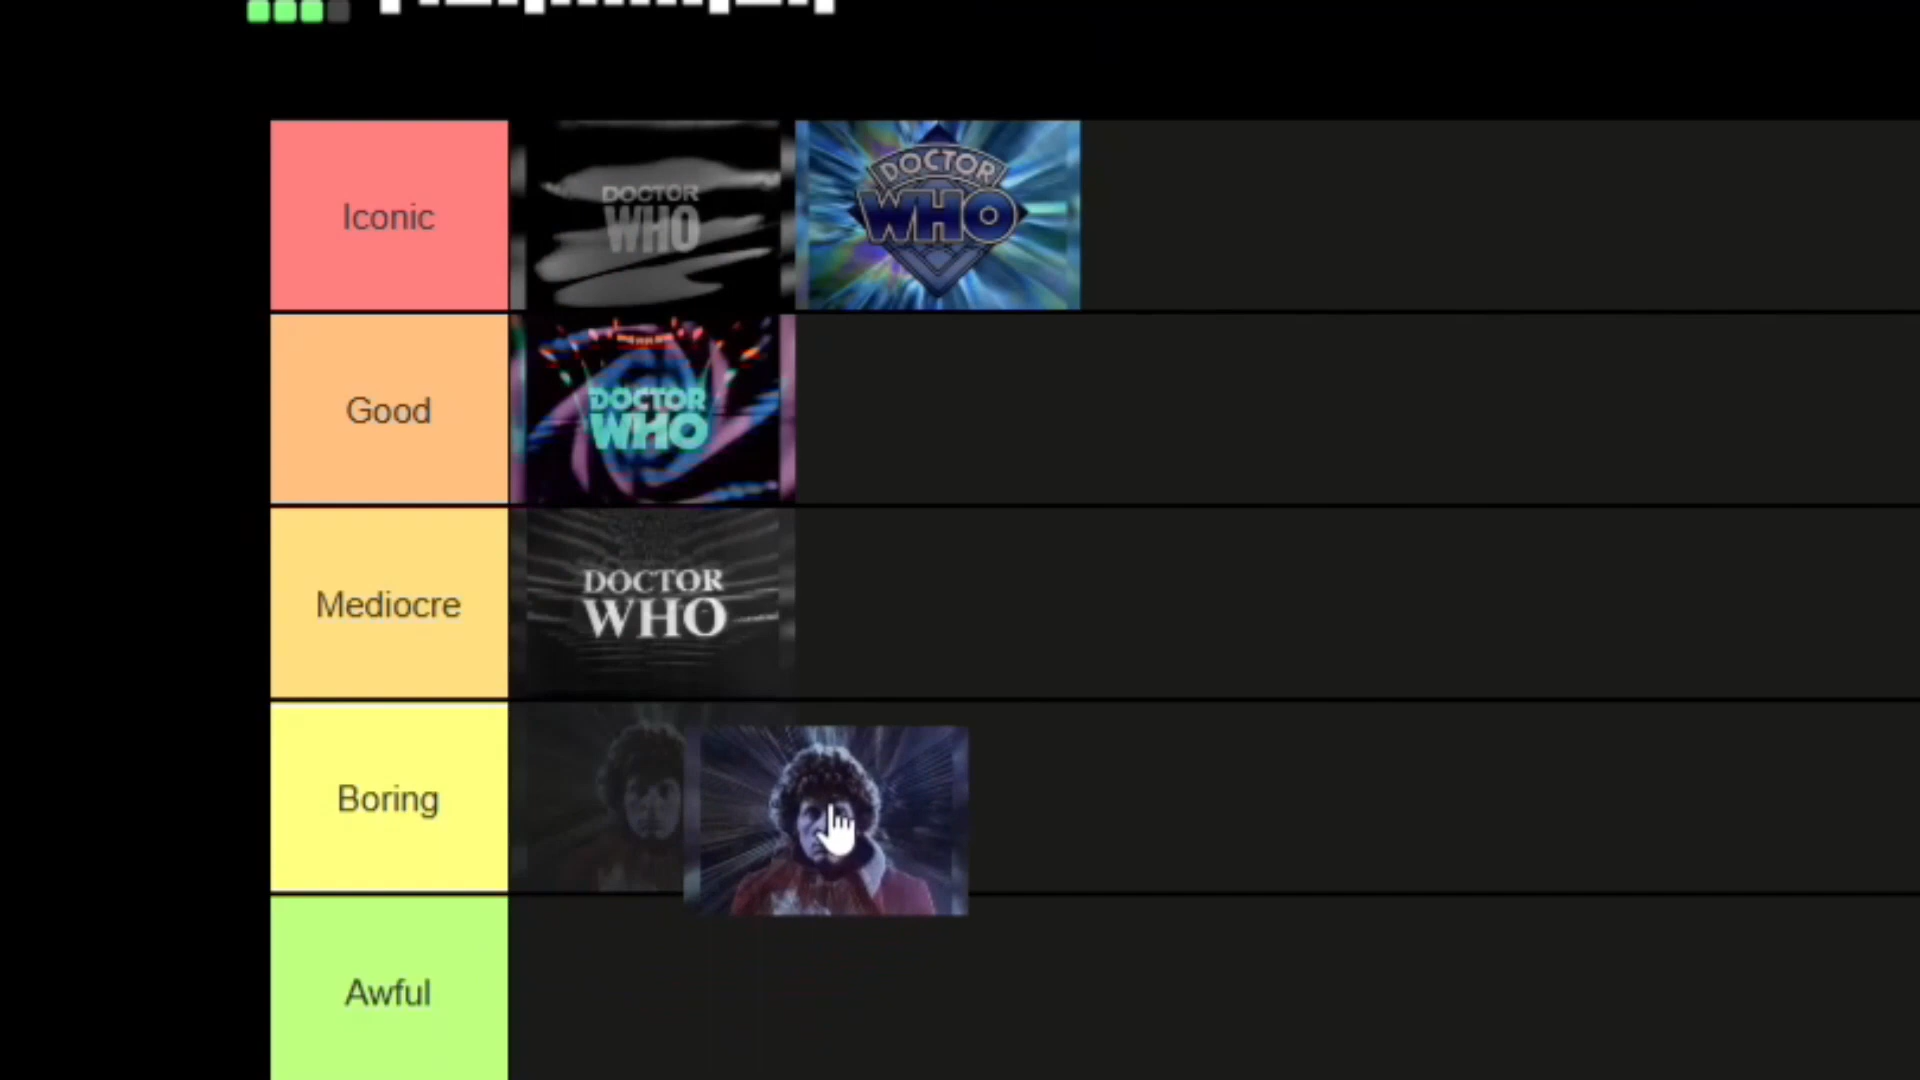 Iconic
DOCTOR
WHO
DOCTOR
WHO
Good
DOCTOR
WHO
Mediocre
DOCTOR
WHO
Boring
Awful